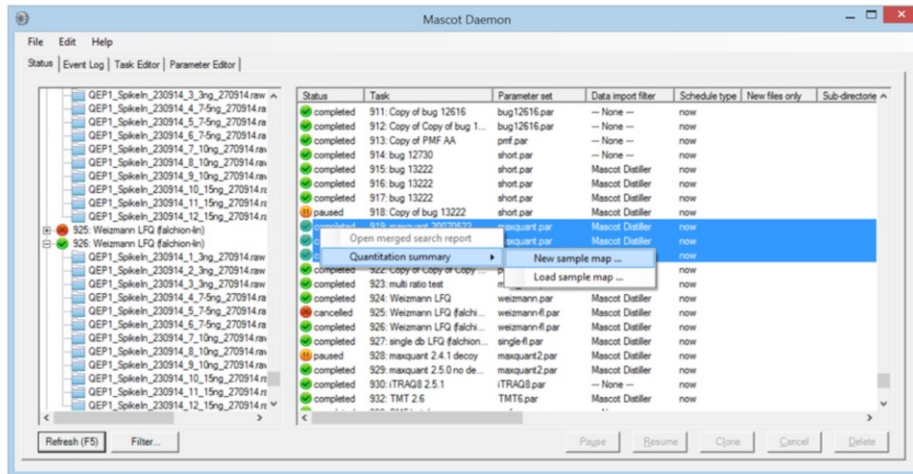 Mascot Daemon
File Edit Help
Status Event Log Task Editor Parameter Editor
QEP1_SpikeIn_230914_3_3ng_270914.raw
QEP1_SpikeIn_230914_4_7-5ng_270914.ra
QEP1_SpikeIn_230914_5_7-5ng_270914.ra
QEP1_SpikeIn_230914_6_7-5ng_270914.ra
QEP1_SpikeIn_230914_7_10ng_270914.rav
QEP1_SpikeIn_230914_8_10ng_270914.rav
QEP1_SpikeIn_230914_9_10ng_270914.rav
QEP1_SpikeIn_230914_10_15ng_270914.ra
QEP1_SpikeIn_230914_11_15ng_270914.ra
QEP1_SpikeIn_230914_12_15ng_270914.ra
925: Weizmann LFQ (falchion-lin)
926: Weizmann LFQ (falchion-lin)
QEP1_SpikeIn_230914_1_3ng_270914.raw
QEP1_SpikeIn_230914_2_3ng_270914.raw
QEP1_SpikeIn_230914_3_3ng_270914.raw
QEP1_SpikeIn_230914_4_7-5ng_270914.ra
QEP1_SpikeIn_230914_5_7-5ng_270914.ra
QEP1_SpikeIn_230914_6_7-5ng_270914.ra
QEP1_SpikeIn_230914_7_10ng_270914.rav
QEP1_SpikeIn_230914_8_10ng_270914.rav
QEP1_SpikeIn_230914_9_10ng_270914.rav
QEP1_SpikeIn_230914_10_15ng_270914.ra
QEP1_SpikeIn_230914_11_15ng_270914.ra
QEP1_SpikeIn_230914_12_15ng_270914.ra
Status Task Parameter set Data import filter Schedule type New files only Sub-directorie
completed 911: Copy of bug 12616 bug12616.par --- None --- now
completed 912: Copy of Copy of bug 1... bug12616.par --- None --- now
completed 913: Copy of PMF AA pmf.par --- None --- now
completed 914: bug 12730 short.par --- None --- now
completed 915: bug 13222 short.par Mascot Distiller now
completed 916: bug 13222 short.par Mascot Distiller now
completed 917: bug 13222 short.par Mascot Distiller now
paused 918: Copy of bug 13222 short.par Mascot Distiller now
completed 919: maxquant 20070522 maxquant.par Mascot Distiller now
maxquant.par Mascot Distiller now
Open merged search report
Quantitation summary
New sample map ...
Load sample map ...
completed 922: Copy of Copy of Copy ... now
completed 923: multi ratio test now
completed 924: Weizmann LFQ weizmann.par Mascot Distiller now
cancelled 925: Weizmann LFQ (falchi... weizmann-fl.par Mascot Distiller now
completed 926: Weizmann LFQ (falchi... weizmann-fl.par Mascot Distiller now
completed 927: single db LFQ (falchion... single-fl.par Mascot Distiller now
paused 928: maxquant 2.4.1 decoy maxquant2.par Mascot Distiller now
completed 929: maxquant 2.5.0 no de... maxquant2.par Mascot Distiller now
completed 930: iTRAQ8 2.5.1 iTRAQ8.par --- None --- now
completed 932: TMT 2.6 TMT6.par Mascot Distiller now
Refresh (F5) Filter... Pause Resume Clone Cancel Delete